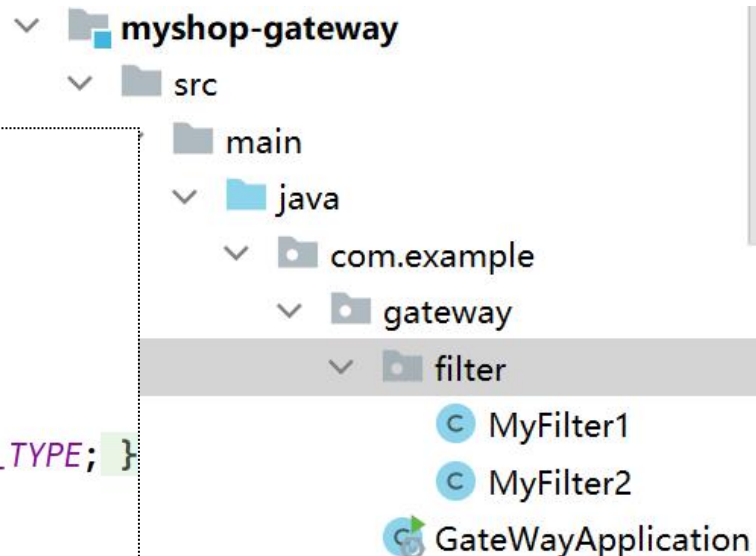 myshop-gateway
src
main
java
com.example
gateway
filter
MyFilter1
_TYPE; }
MyFilter2
GateWayApplication